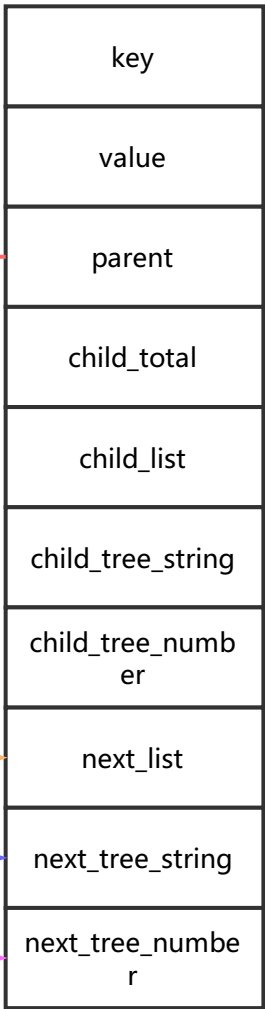 key
value
parent
child_total
child_list
child_tree_string
child_tree_numb
er
next_list
next_tree_string
next_tree_numbe
r